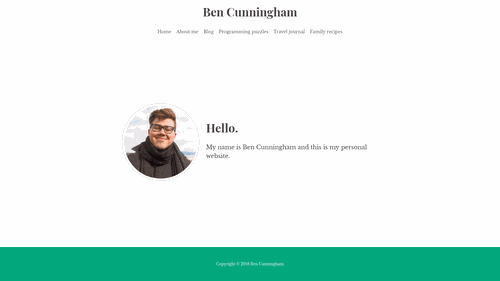 Ben Cunningham
Home About me Blog Programming puzzles Travel journal Family recipes
Hello.
My name is Ben Cunningham and this is my personal
website.
Copyright © 2018 Ben Cunningham.